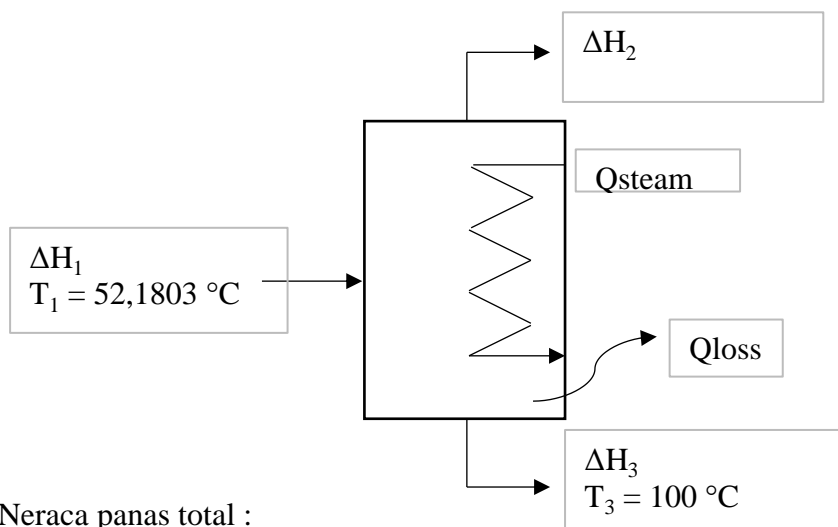 ΔH₂
Qsteam
ΔH₁
T₁ = 52,1803 °C
Qloss
ΔH₃
T₃ = 100 °C
Neraca panas total :